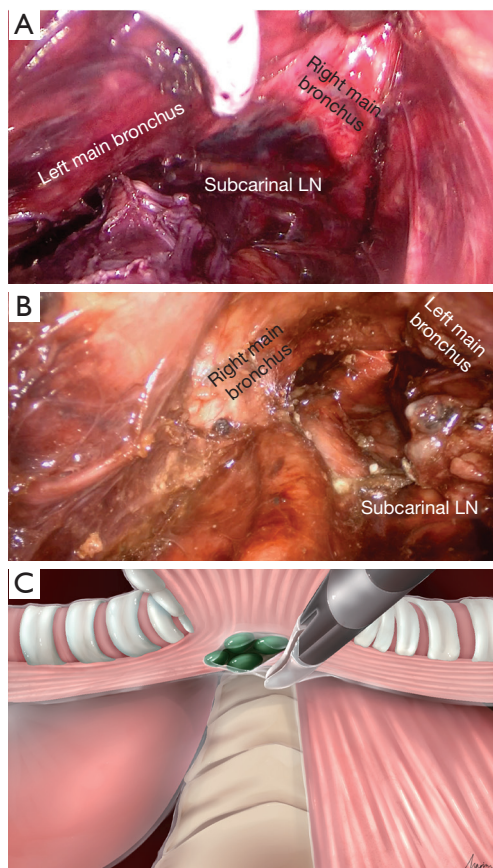 A
Left main bronchus
Right main
bronchus
Subcarinal LN
B
Right main
bronchus
Left main
bronchus
Subcarinal LN
C